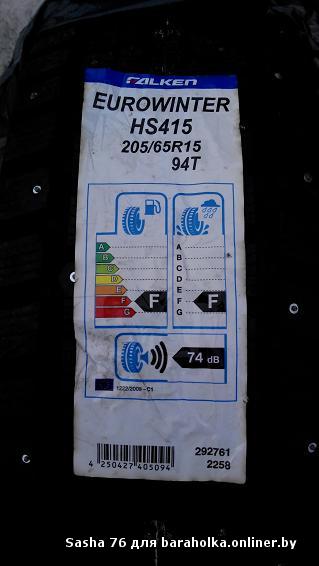 FALKEN
EUROWINTER
HS415
205/65R15
94T
A
B
C
D
E
F
G
F
A
B
C
D
E
F
G
F
74 dB
1222/2009 - C1
292761
2258
4 250427 405094
Sasha 76 для baraholka.onliner.by